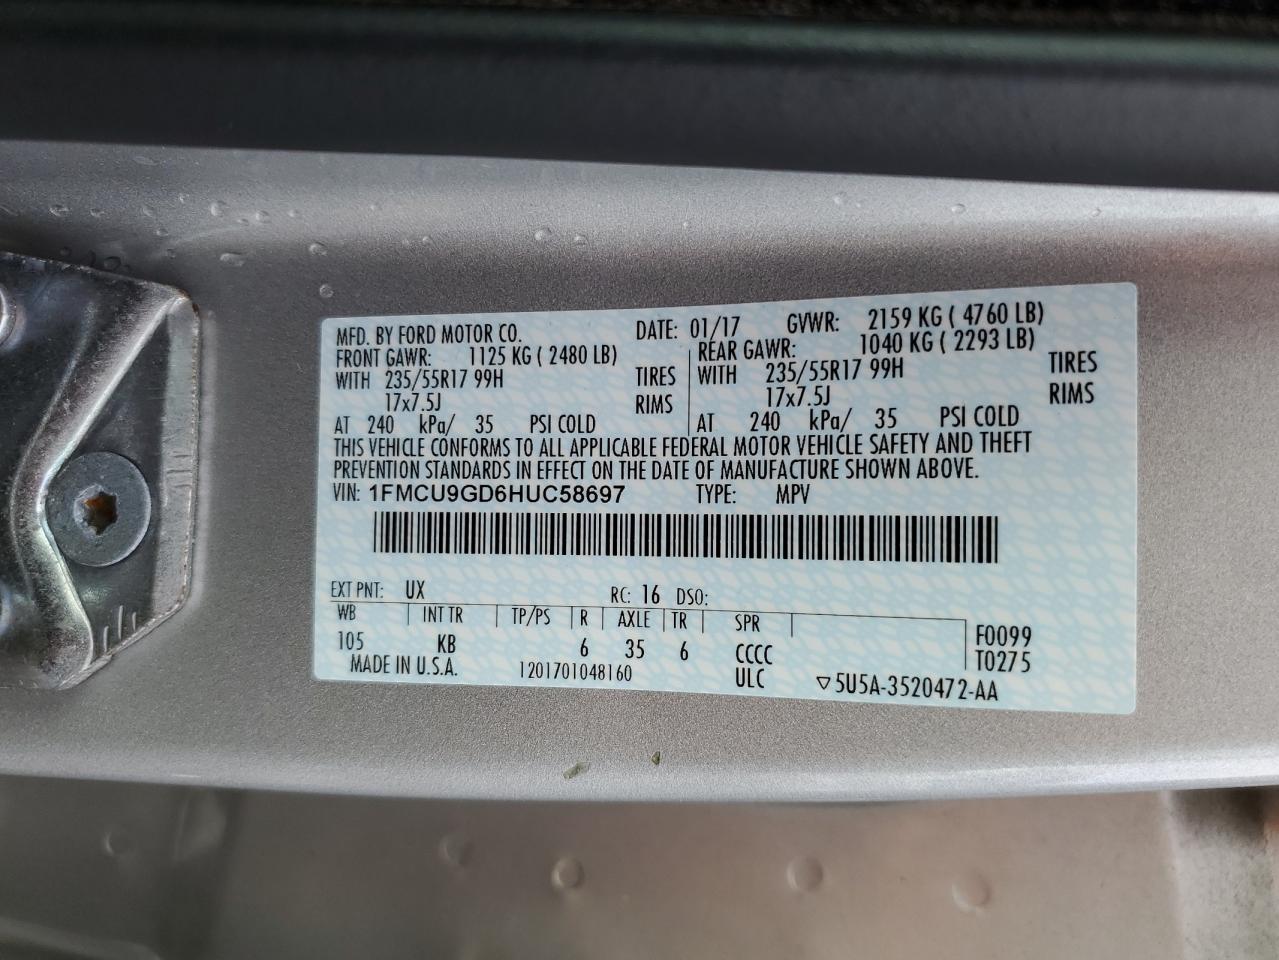 MFD. BY FORD MOTOR CO. DATE: 01/17 GVWR: 2159 KG ( 4760 LB)
FRONT GAWR: 1125 KG ( 2480 LB) REAR GAWR: 1040 KG ( 2293 LB)
WITH 235/55R17 99H TIRES WITH 235/55R17 99H TIRES
17x7.5J RIMS 17x7.5J RIMS
AT 240 kPa/ 35 PSI COLD AT 240 kPa/ 35 PSI COLD
THIS VEHICLE CONFORMS TO ALL APPLICABLE FEDERAL MOTOR VEHICLE SAFETY AND THEFT
PREVENTION STANDARDS IN EFFECT ON THE DATE OF MANUFACTURE SHOWN ABOVE.
VIN: 1FMCU9GD6HUC58697 TYPE: MPV
EXT PNT: UX RC: 16 DSO:
WB INT TR TP/PS R AXLE TR SPR F0099
105 KB 6 35 6 CCCC T0275
MADE IN U.S.A. 1201701048160 ULC ▽5U5A-3520472-AA